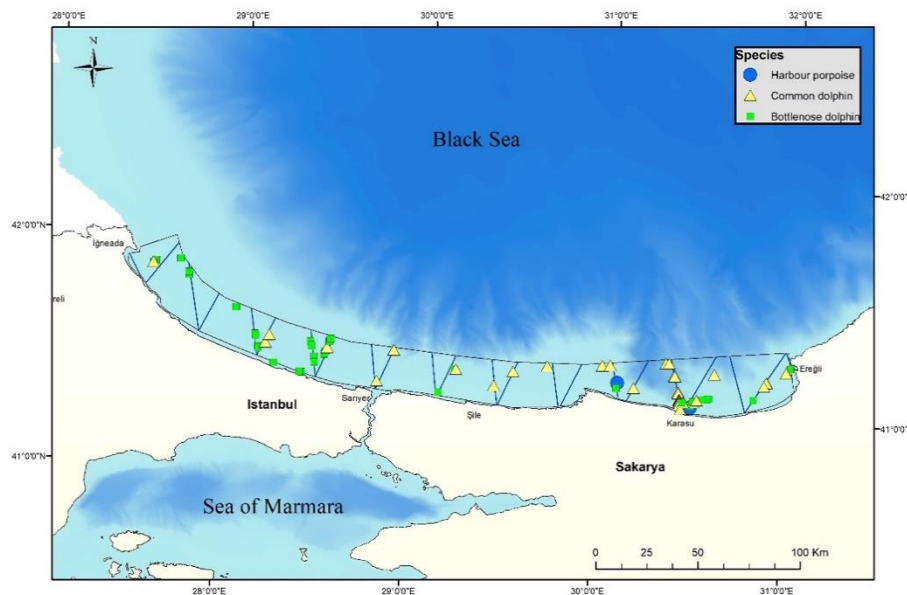 28°0'0"E 29°0'0"E 30°0'0"E 31°0'0"E 32°0'0"E
N
Species
Harbour porpoise
Common dolphin
Bottlenose dolphin
Black Sea
42°0'0"N 42°0'0"N
İğneada
reli
Ereğli
Istanbul
Sarıyer
Şile
Karasu
41°0'0"N 41°0'0"N
Sakarya
Sea of Marmara
0 25 50 100 Km
28°0'0"E 29°0'0"E 30°0'0"E 31°0'0"E